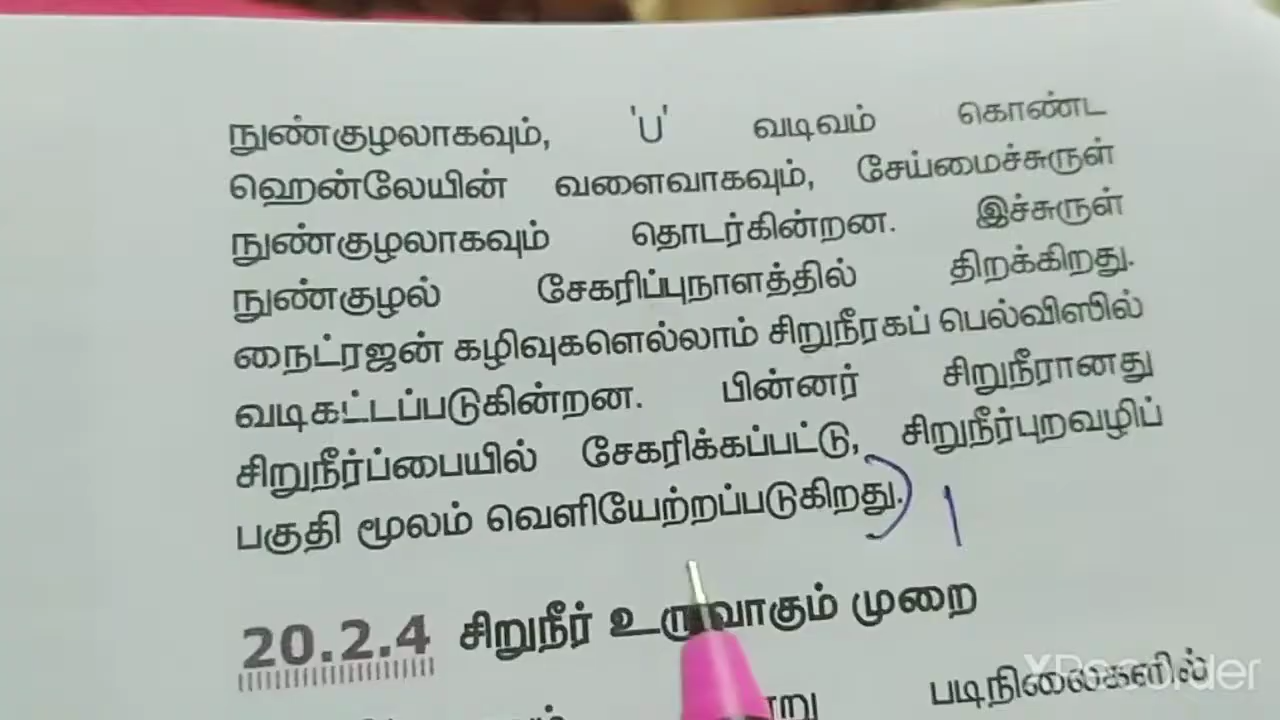 நுண்குழலாகவும், 'U' வடிவம் கொண்ட
ஹென்லேயின் வளைவாகவும், சேய்மைச்சுருள்
நுண்குழலாகவும் தொடர்கின்றன. இச்சுருள்
நுண்குழல் சேகரிப்புநாளத்தில் திறக்கிறது.
நைட்ரஜன் கழிவுகளெல்லாம் சிறுநீரகப் பெல்விஸில்
வடிகட்டப்படுகின்றன. பின்னர் சிறுநீரானது
சிறுநீர்ப்பையில் சேகரிக்கப்பட்டு, சிறுநீர்புறவழிப்
பகுதி மூலம் வெளியேற்றப்படுகிறது.) 1
20.2.4 சிறுநீர் உருவாகும் முறை
படிநிலைகளில்
XRecorder